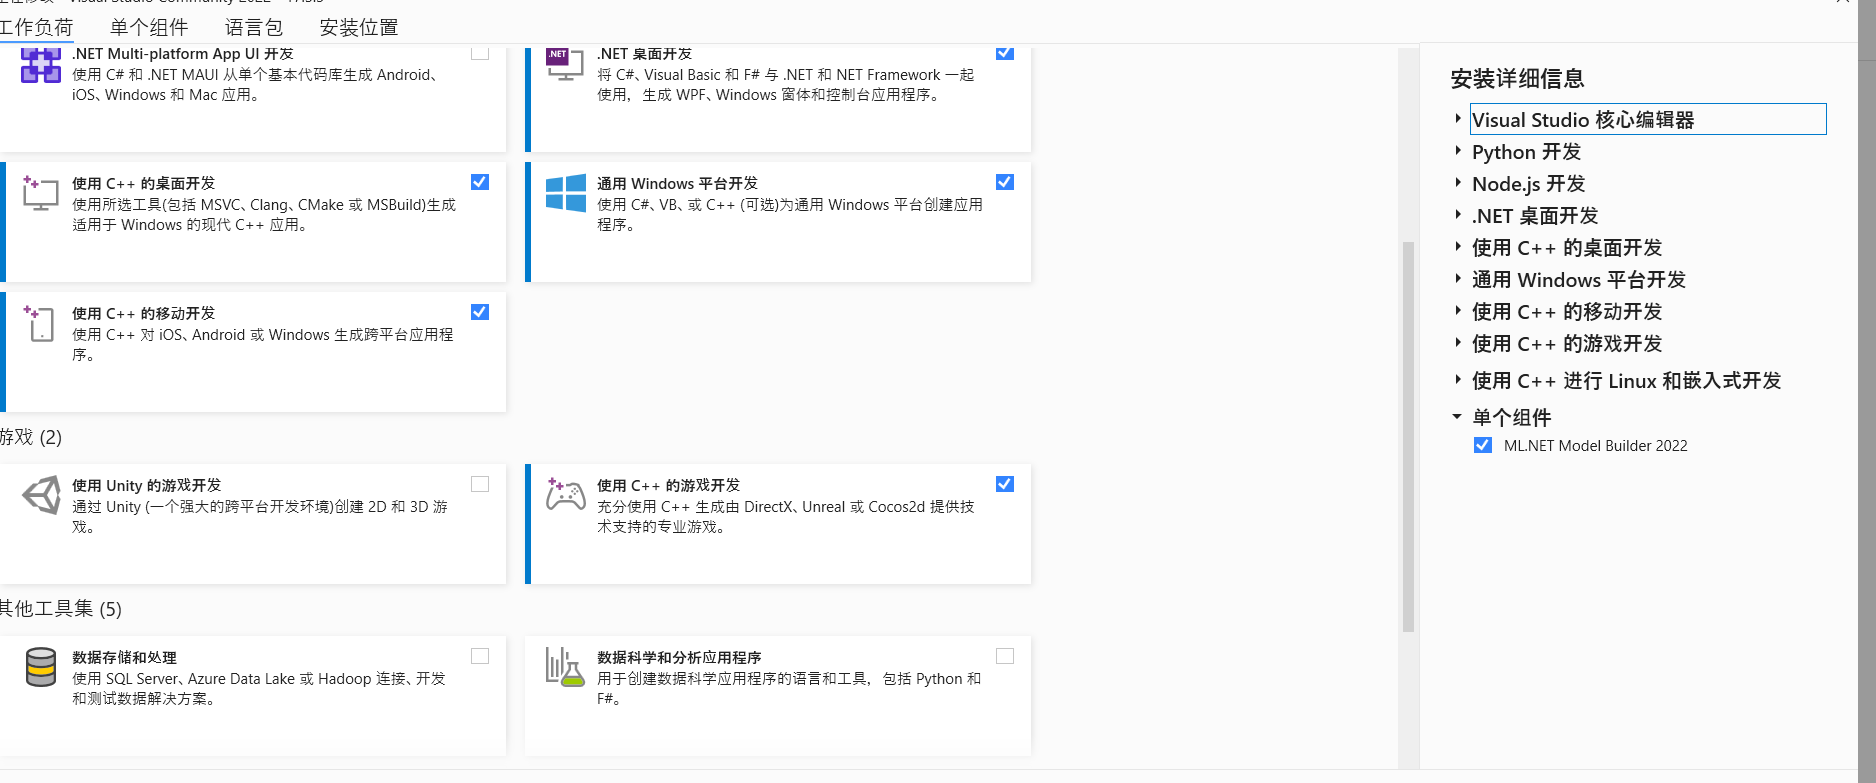 工作负荷 单个组件 语言包 安装位置
.NET Multi-platform App UI 开发
使用 C# 和 .NET MAUI 从单个基本代码库生成 Android、
iOS、Windows 和 Mac 应用。
.NET
.NET 桌面开发
将 C#、Visual Basic 和 F# 与 .NET 和 NET Framework 一起
使用，生成 WPF、Windows 窗体和控制台应用程序。
使用 C++ 的桌面开发
使用所选工具(包括 MSVC、Clang、CMake 或 MSBuild)生成
适用于 Windows 的现代 C++ 应用。
通用 Windows 平台开发
使用 C#、VB、或 C++ (可选)为通用 Windows 平台创建应用
程序。
使用 C++ 的移动开发
使用 C++ 对 iOS、Android 或 Windows 生成跨平台应用程
序。
游戏 (2)
使用 Unity 的游戏开发
通过 Unity (一个强大的跨平台开发环境)创建 2D 和 3D 游
戏。
使用 C++ 的游戏开发
充分使用 C++ 生成由 DirectX、Unreal 或 Cocos2d 提供技
术支持的专业游戏。
其他工具集 (5)
数据存储和处理
使用 SQL Server、Azure Data Lake 或 Hadoop 连接、开发
和测试数据解决方案。
数据科学和分析应用程序
用于创建数据科学应用程序的语言和工具，包括 Python 和
F#。
安装详细信息
Visual Studio 核心编辑器
Python 开发
Node.js 开发
.NET 桌面开发
使用 C++ 的桌面开发
通用 Windows 平台开发
使用 C++ 的移动开发
使用 C++ 的游戏开发
使用 C++ 进行 Linux 和嵌入式开发
单个组件
ML.NET Model Builder 2022